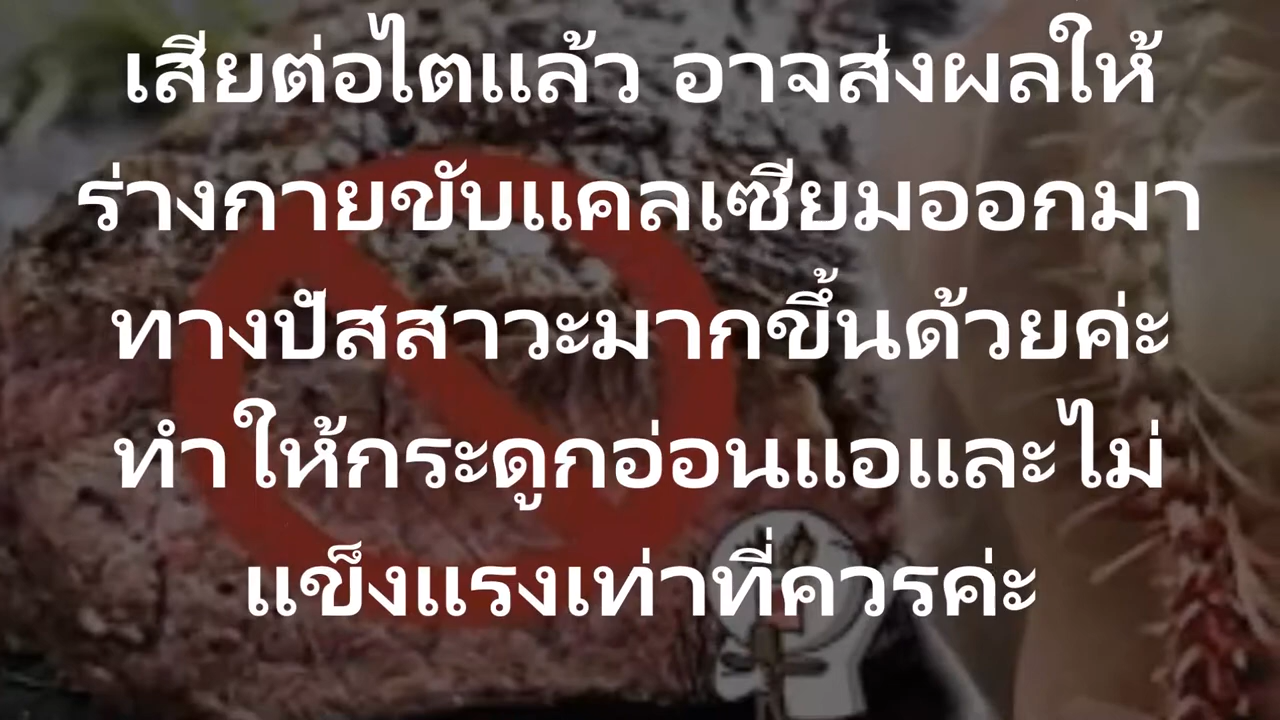 เสียต่อไตแล้ว อาจส่งผลให้
ร่างกายขับแคลเซียมออกมา
ทางปัสสาวะมากขึ้นด้วยค่ะ
ทำให้กระดูกอ่อนแอและไม่
แข็งแรงเท่าที่ควรค่ะ